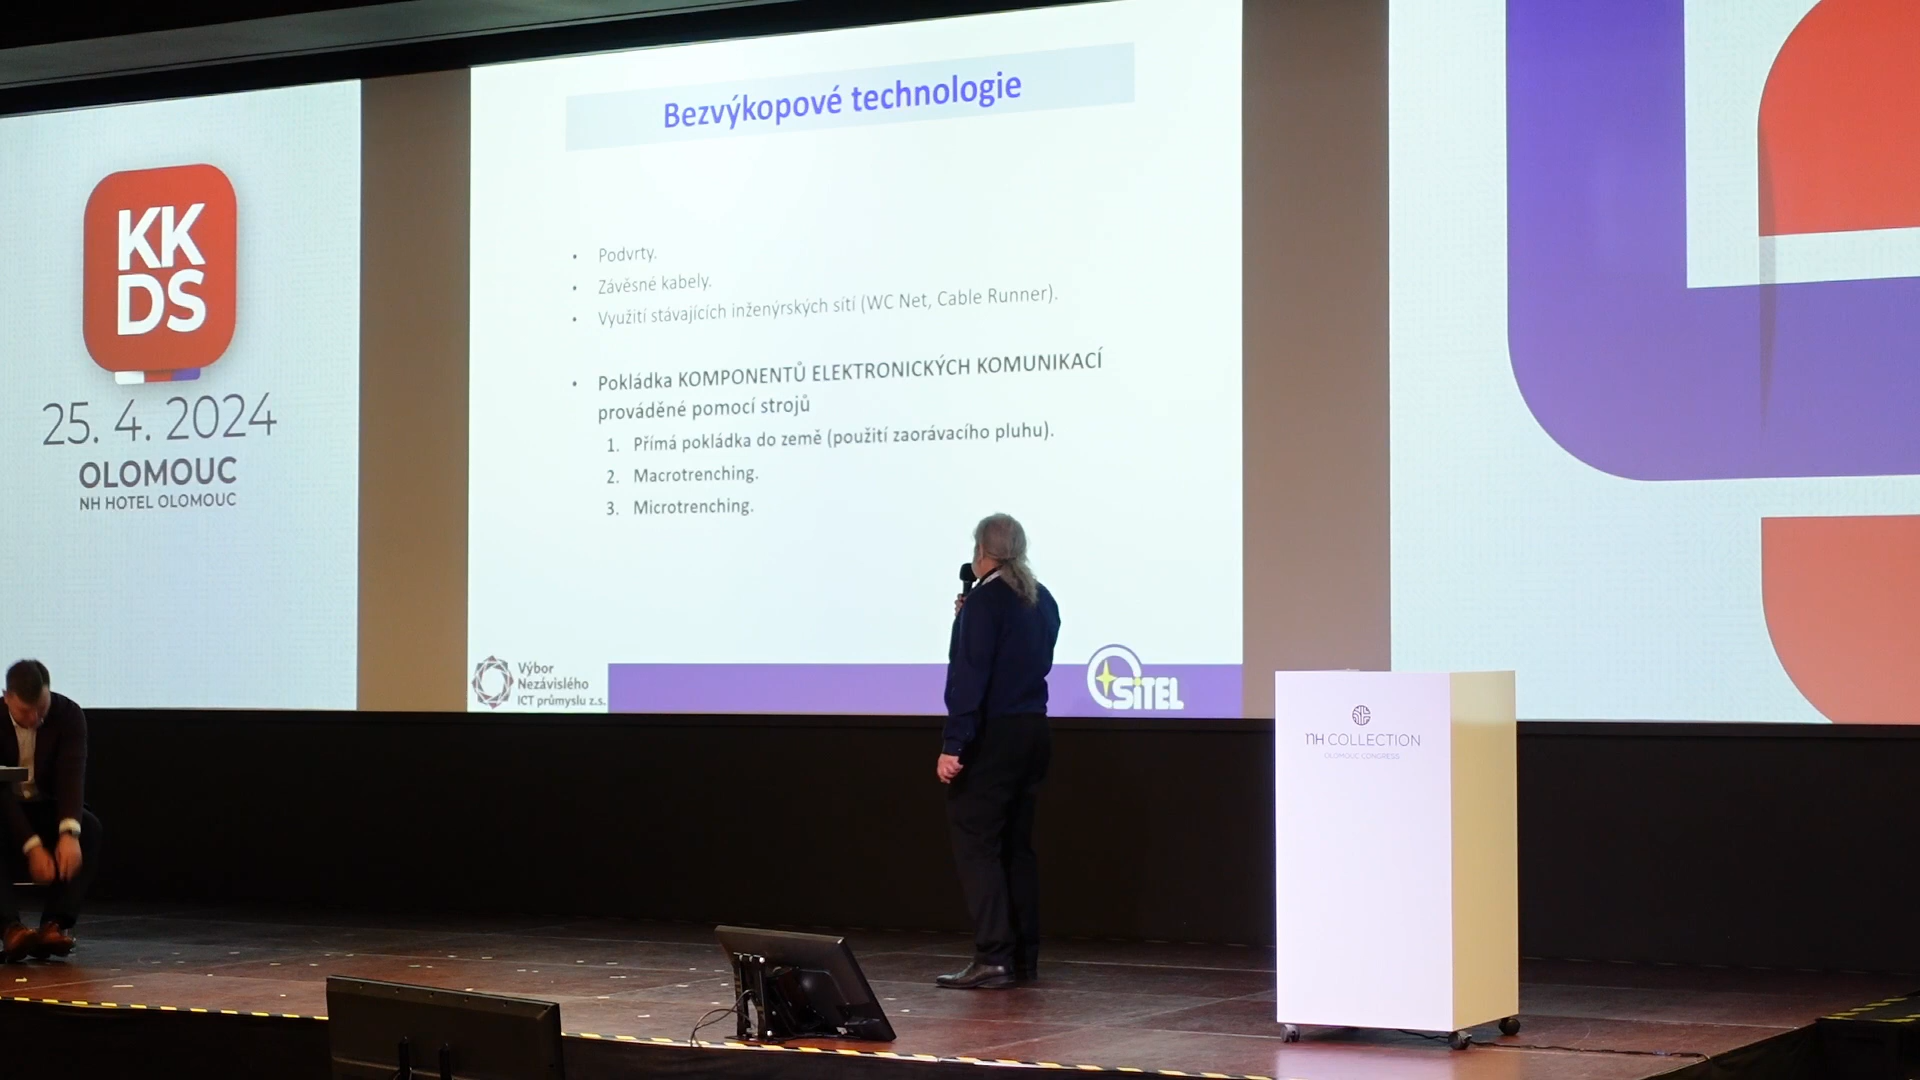 KK
DS
25. 4. 2024
OLOMOUC
NH HOTEL OLOMOUC
Bezvýkopové technologie
• Podvrty.
• Závěsné kabely.
• Využití stávajících inženýrských sítí (WC Net, Cable Runner).
• Pokládka KOMPONENTŮ ELEKTRONICKÝCH KOMUNIKACÍ
prováděné pomocí strojů
1. Přímá pokládka do země (použití zaorávacího pluhu).
2. Macrotrenching.
3. Microtrenching.
Výbor
Nezávislého
ICT průmyslu z.s.
SITEL
NH COLLECTION
OLOMOUC CONGRESS